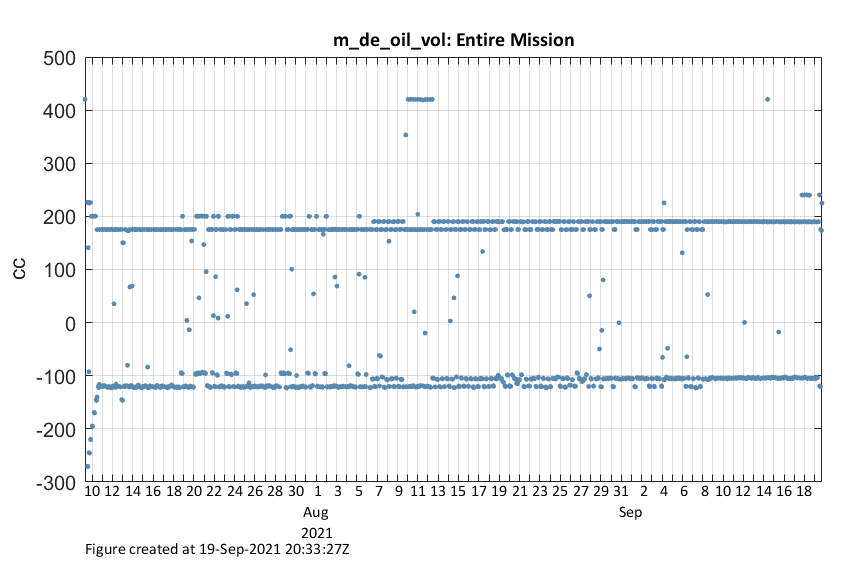 m_de_oil_vol: Entire Mission
500
400
300
200
100
0
-100
-200
-300
CC
10 12 14 16 18 20 22 24 26 28 30 1 3 5 7 9 11 13 15 17 19 21 23 25 27 29 31 2 4 6 8 10 12 14 16 18
Aug Sep
2021
Figure created at 19-Sep-2021 20:33:27Z